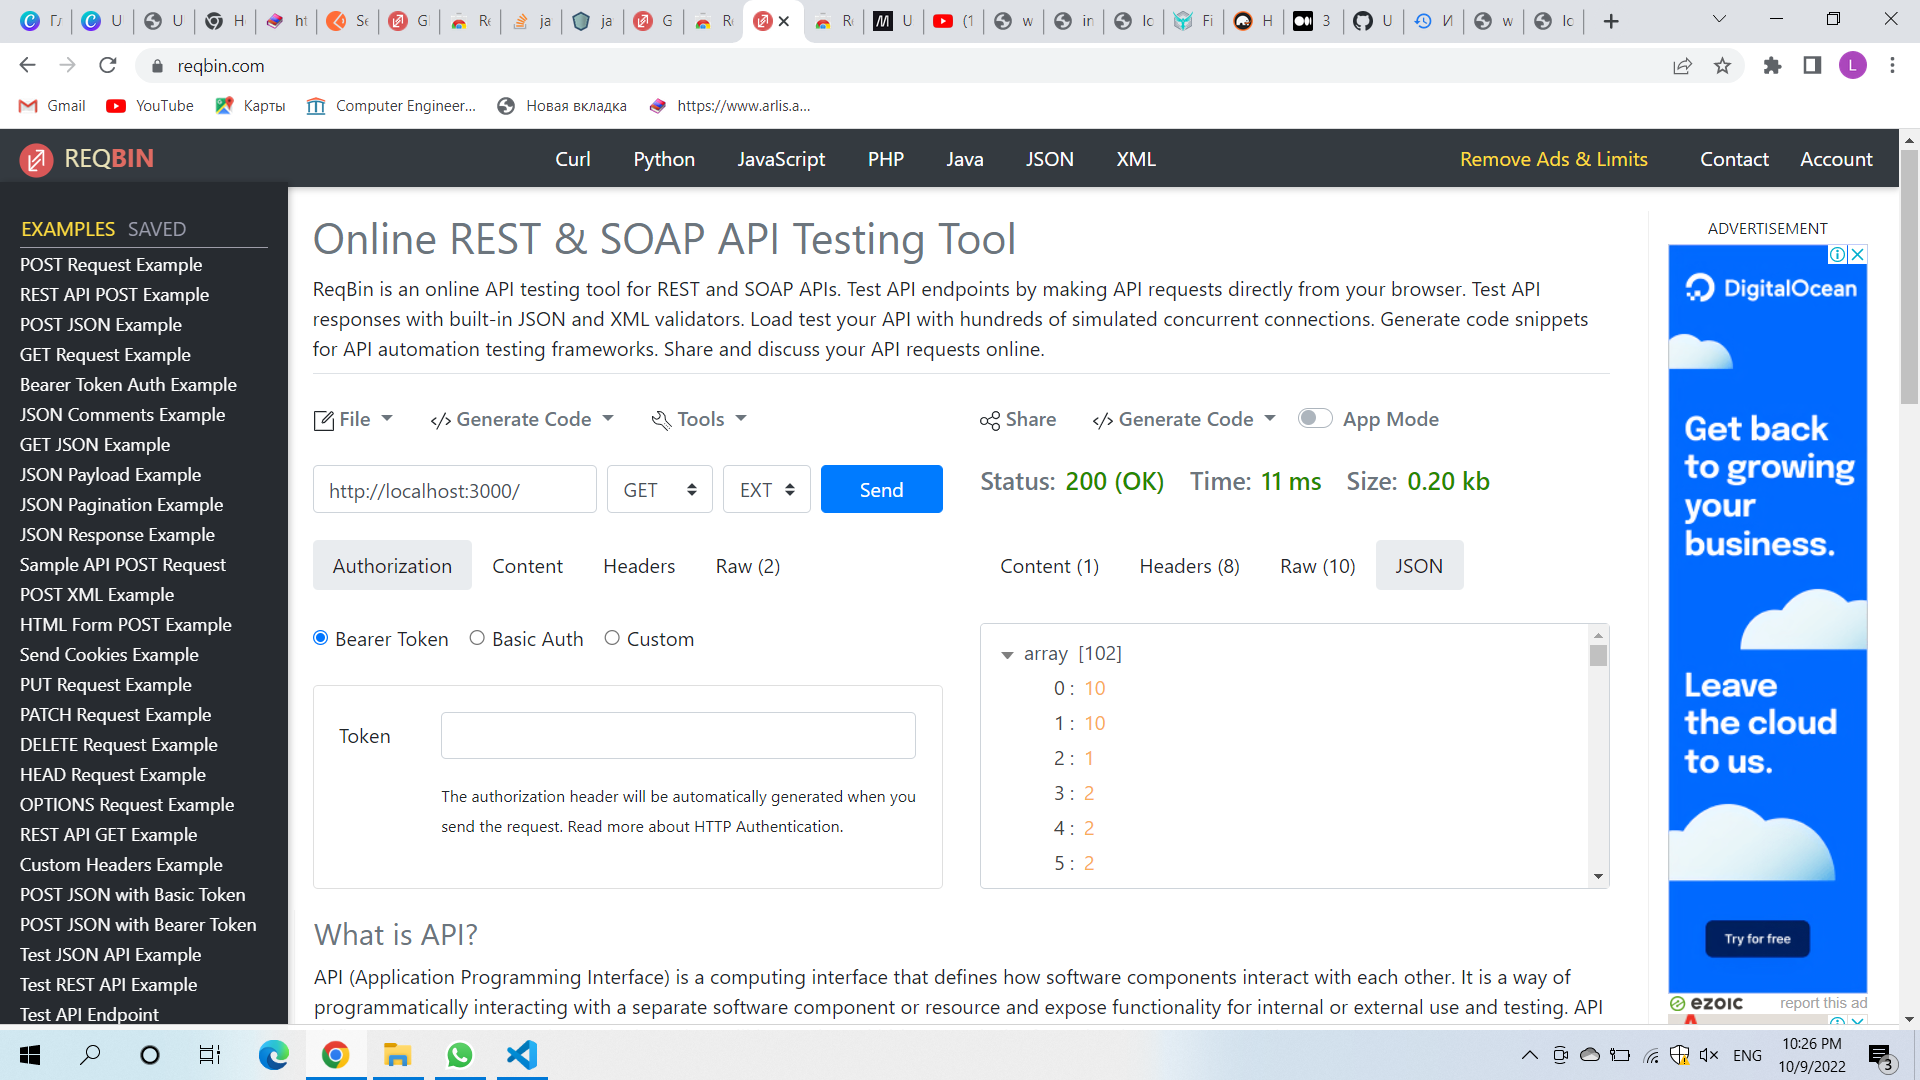 Г
U
U
H
ht
Se
G
Re
ja
ja
G
Re
Re
U
(1
w
in
lo
Fi
H
3
U
И
w
lo
reqbin.com
L
Gmail
YouTube
Карты
Computer Engineer...
Новая вкладка
https://www.arlis.a...
REQBIN
Curl
Python
JavaScript
PHP
Java
JSON
XML
Remove Ads & Limits
Contact
Account
EXAMPLES SAVED
POST Request Example
REST API POST Example
POST JSON Example
GET Request Example
Bearer Token Auth Example
JSON Comments Example
GET JSON Example
JSON Payload Example
JSON Pagination Example
JSON Response Example
Sample API POST Request
POST XML Example
HTML Form POST Example
Send Cookies Example
PUT Request Example
PATCH Request Example
DELETE Request Example
HEAD Request Example
OPTIONS Request Example
REST API GET Example
Custom Headers Example
POST JSON with Basic Token
POST JSON with Bearer Token
Test JSON API Example
Test REST API Example
Test API Endpoint
Online REST & SOAP API Testing Tool
ReqBin is an online API testing tool for REST and SOAP APIs. Test API endpoints by making API requests directly from your browser. Test API
responses with built-in JSON and XML validators. Load test your API with hundreds of simulated concurrent connections. Generate code snippets
for API automation testing frameworks. Share and discuss your API requests online.
File
Generate Code
Tools
Share
Generate Code
App Mode
http://localhost:3000/
GET
EXT
Send
Status: 200 (OK) Time: 11 ms Size: 0.20 kb
Authorization
Content
Headers
Raw (2)
Content (1)
Headers (8)
Raw (10)
JSON
Bearer Token
Basic Auth
Custom
Token
The authorization header will be automatically generated when you
send the request. Read more about HTTP Authentication.
array [102]
0 : 10
1 : 10
2 : 1
3 : 2
4 : 2
5 : 2
What is API?
API (Application Programming Interface) is a computing interface that defines how software components interact with each other. It is a way of
programmatically interacting with a separate software component or resource and expose functionality for internal or external use and testing. API
ADVERTISEMENT
DigitalOcean
Get back
to growing
your
business.
Leave
the cloud
to us.
Try for free
ezoic
report this ad
ENG
10:26 PM
10/9/2022
3